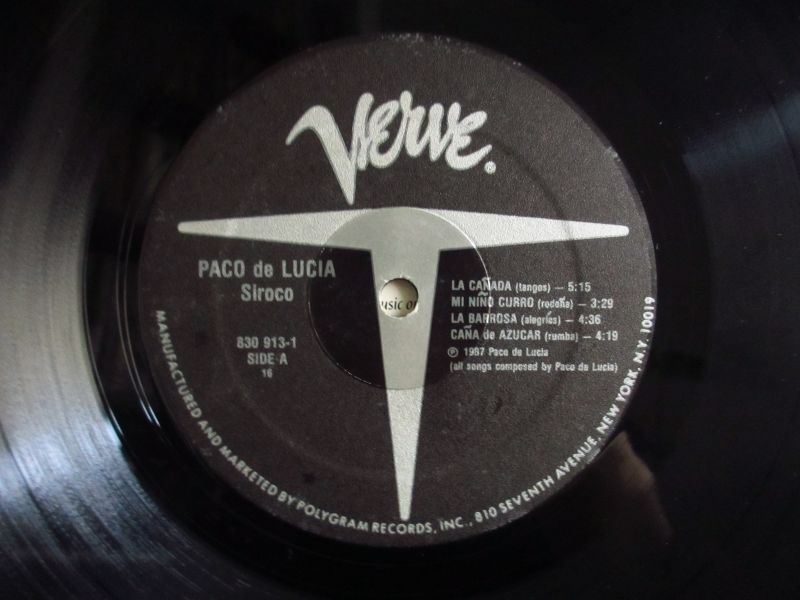 Verve®
PACO de LUCIA
Siroco
830 913-1
SIDE A
16
LA CAÑADA (tangos) — 5:15
MI NIÑO CURRO (rodeña) — 3:29
LA BARROSA (alegrías) — 4:36
CAÑA de AZUCAR (rumba) — 4:19
℗ 1987 Paco de Lucia
(all songs composed by Paco de Lucia)
MANUFACTURED AND MARKETED BY POLYGRAM RECORDS, INC., 810 SEVENTH AVENUE, NEW YORK, N.Y. 10019